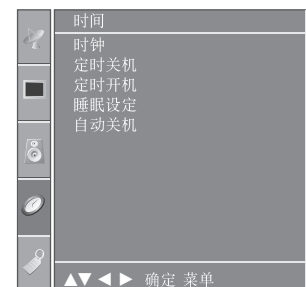 时间
时钟
定时关机
定时开机
睡眠设定
自动关机
▲▼◀▶ 确定 菜单